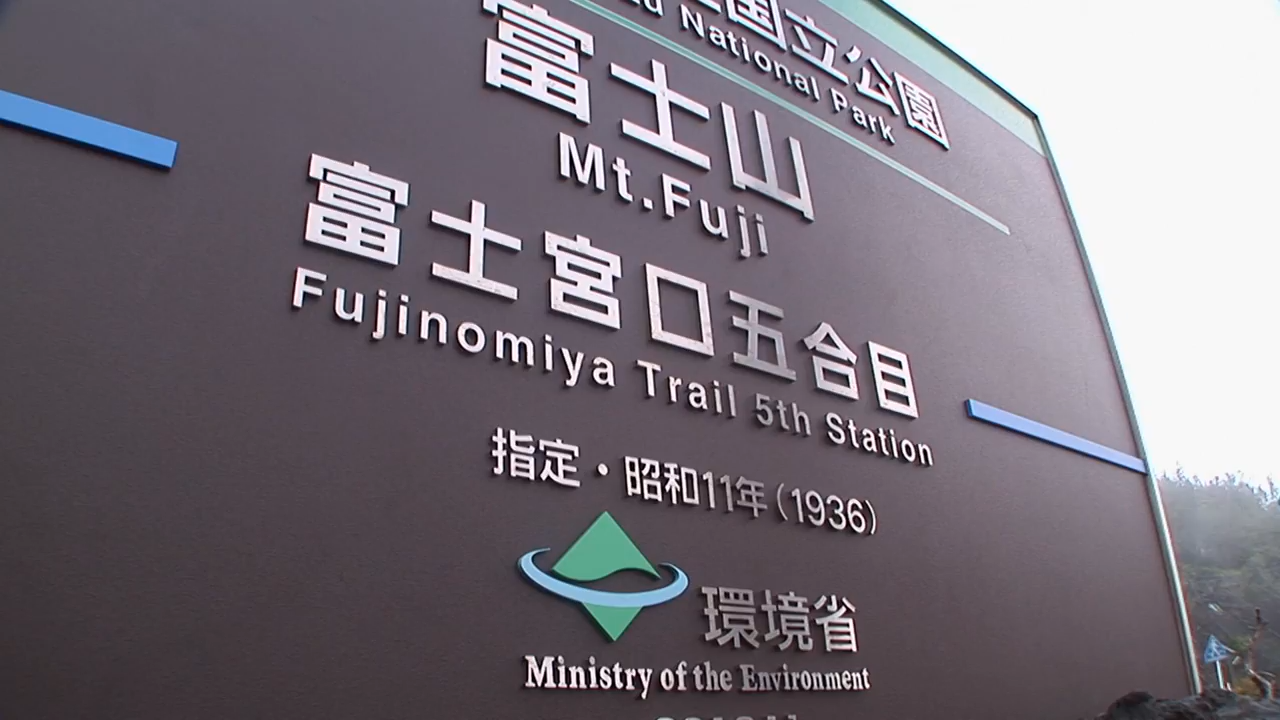 国立公園
National Park
富士山
Mt.Fuji
富士宮口五合目
Fujinomiya Trail 5th Station
指定・昭和11年(1936)
環境省
Ministry of the Environment